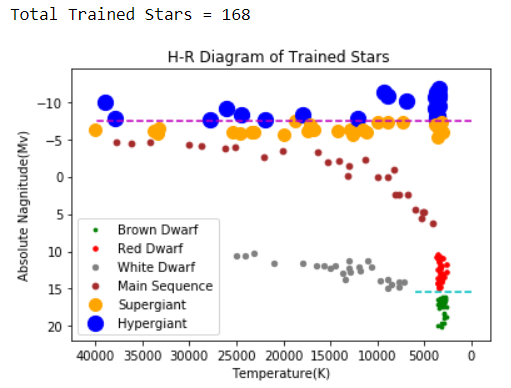 Total Trained Stars = 168
H-R Diagram of Trained Stars
Absolute Nagnitude(Mv)
−10
−5
0
5
10
15
20
Brown Dwarf
Red Dwarf
White Dwarf
Main Sequence
Supergiant
Hypergiant
40000 35000 30000 25000 20000 15000 10000 5000 0
Temperature(K)